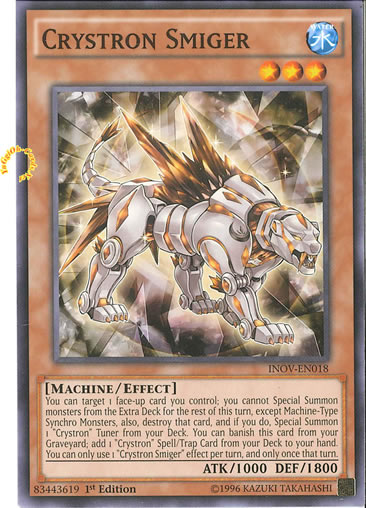 CRYSTRON SMIGER
WATER
水
INOV-EN018
[MACHINE/EFFECT]
You can target 1 face-up card you control; you cannot Special Summon
monsters from the Extra Deck for the rest of this turn, except Machine-Type
Synchro Monsters, also, destroy that card, and if you do, Special Summon
1 "Crystron" Tuner from your Deck. You can banish this card from your
Graveyard; add 1 "Crystron" Spell/Trap Card from your Deck to your hand.
You can only use 1 "Crystron Smiger" effect per turn, and only once that turn.
ATK/1000 DEF/1800
83443619 1st Edition ©1996 KAZUKI TAKAHASHI